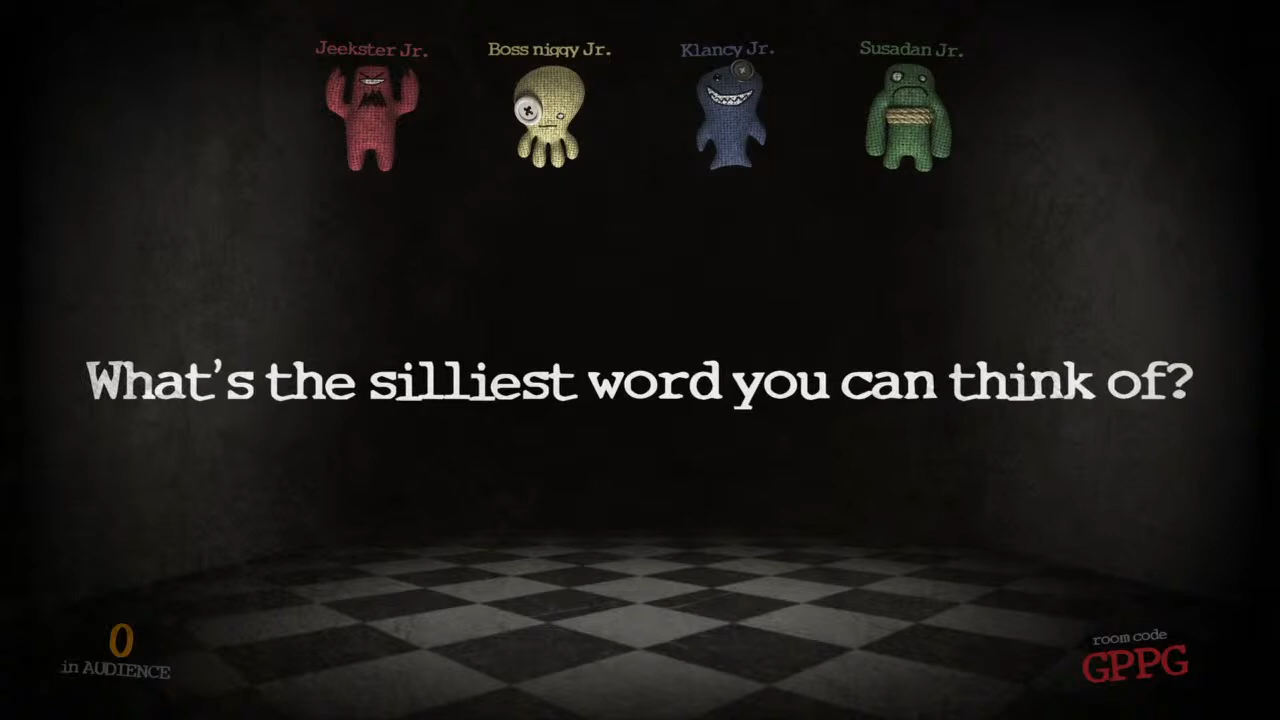 Jeekster Jr.
Boss niqqy Jr.
Klancy Jr.
Susadan Jr.
What's the silliest word you can think of?
0
in AUDIENCE
room code
GPPG